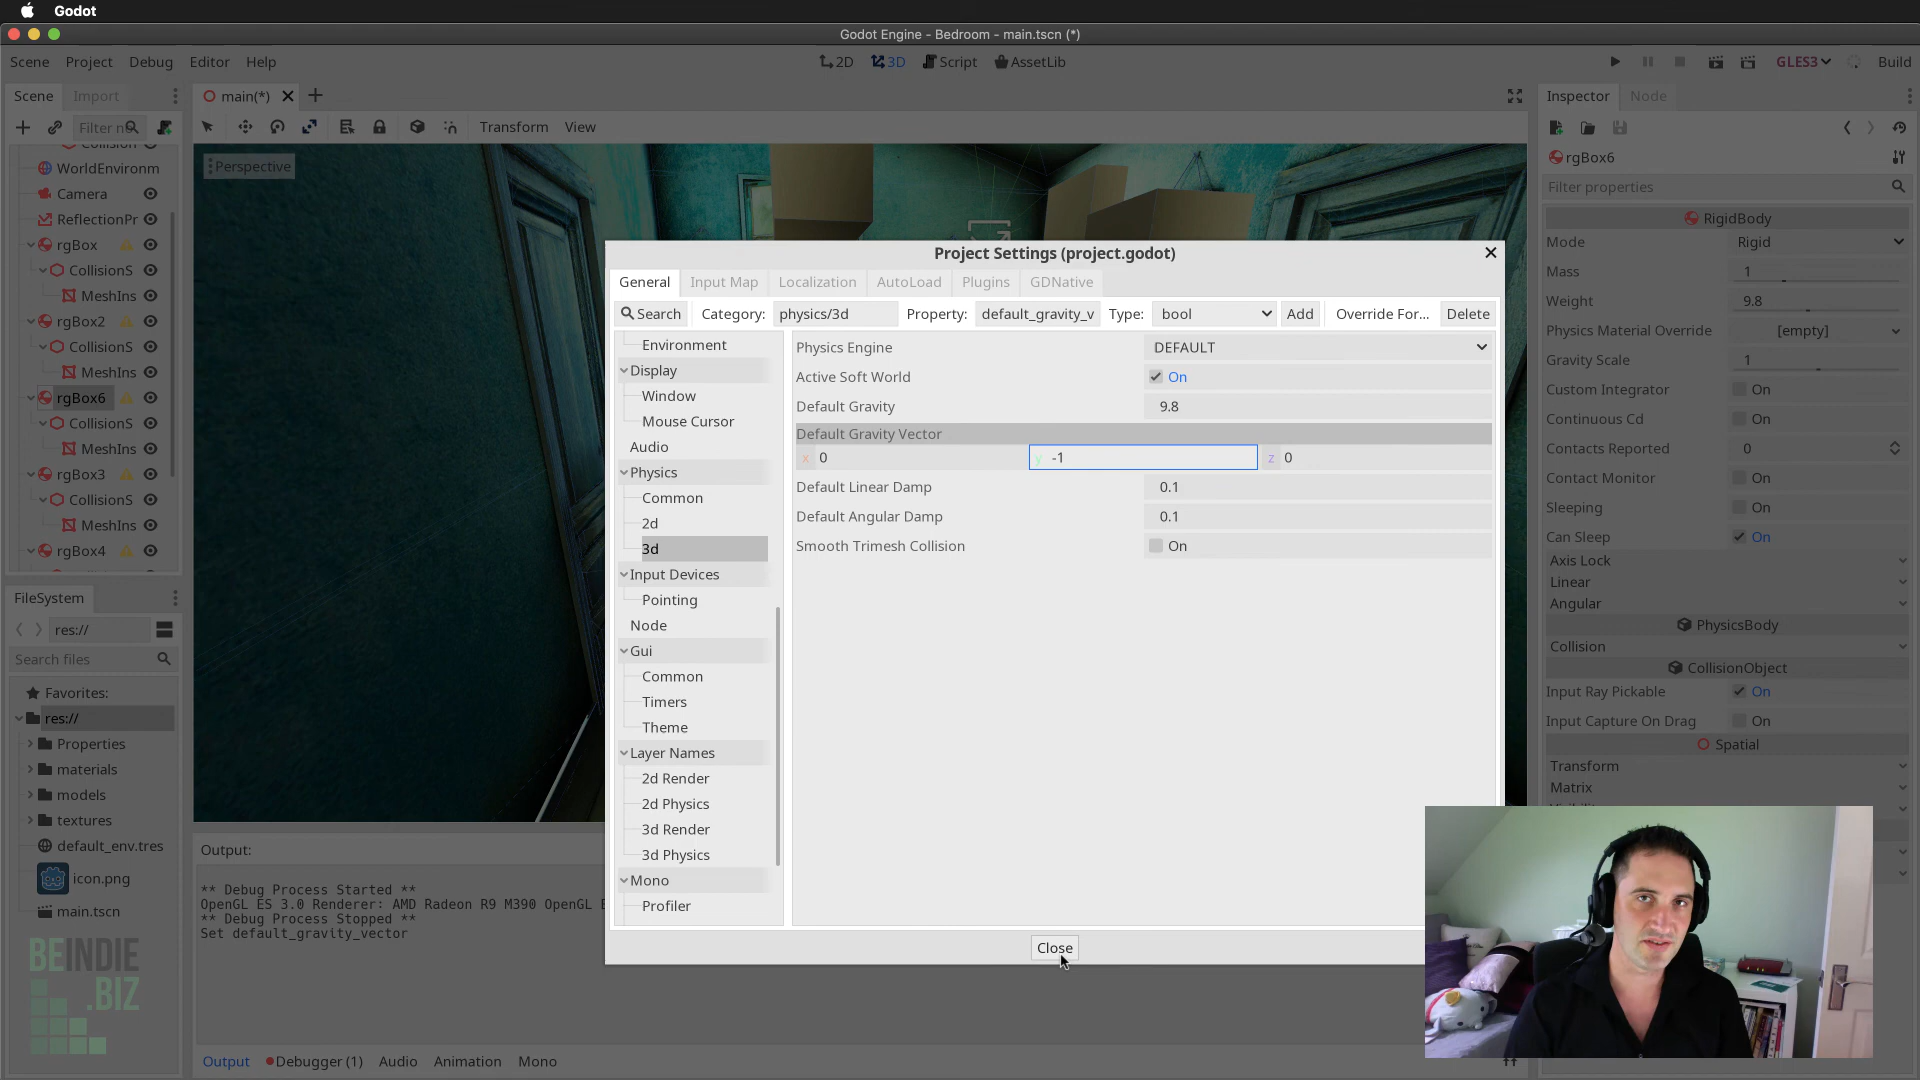 Godot
Godot Engine - Bedroom - main.tscn (*)
Scene Project Debug Editor Help
2D 3D Script AssetLib
GLES3 Build
Scene Import
main(*)
Inspector Node
Filter n
Transform View
Perspective
Collision
WorldEnvironm
Camera
ReflectionPr
rgBox
CollisionS
MeshIns
rgBox2
CollisionS
MeshIns
rgBox6
CollisionS
MeshIns
rgBox3
CollisionS
MeshIns
rgBox4
FileSystem
res://
Search files
Favorites:
res://
Properties
materials
models
textures
default_env.tres
icon.png
main.tscn
BEINDIE
.BIZ
Project Settings (project.godot)
General Input Map Localization AutoLoad Plugins GDNative
Search Category: physics/3d Property: default_gravity_v Type: bool Add Override For... Delete
Environment
Display
Window
Mouse Cursor
Audio
Physics
Common
2d
3d
Input Devices
Pointing
Node
Gui
Common
Timers
Theme
Layer Names
2d Render
2d Physics
3d Render
3d Physics
Mono
Profiler
Physics Engine DEFAULT
Active Soft World On
Default Gravity 9.8
Default Gravity Vector
x 0 y -1 z 0
Default Linear Damp 0.1
Default Angular Damp 0.1
Smooth Trimesh Collision On
Close
Output:
** Debug Process Started **
OpenGL ES 3.0 Renderer: AMD Radeon R9 M390 OpenGL E
** Debug Process Stopped **
Set default_gravity_vector
Output Debugger (1) Audio Animation Mono
rgBox6
Filter properties
RigidBody
Mode Rigid
Mass 1
Weight 9.8
Physics Material Override [empty]
Gravity Scale 1
Custom Integrator On
Continuous Cd On
Contacts Reported 0
Contact Monitor On
Sleeping On
Can Sleep On
Axis Lock
Linear
Angular
PhysicsBody
Collision
CollisionObject
Input Ray Pickable On
Input Capture On Drag On
Spatial
Transform
Matrix